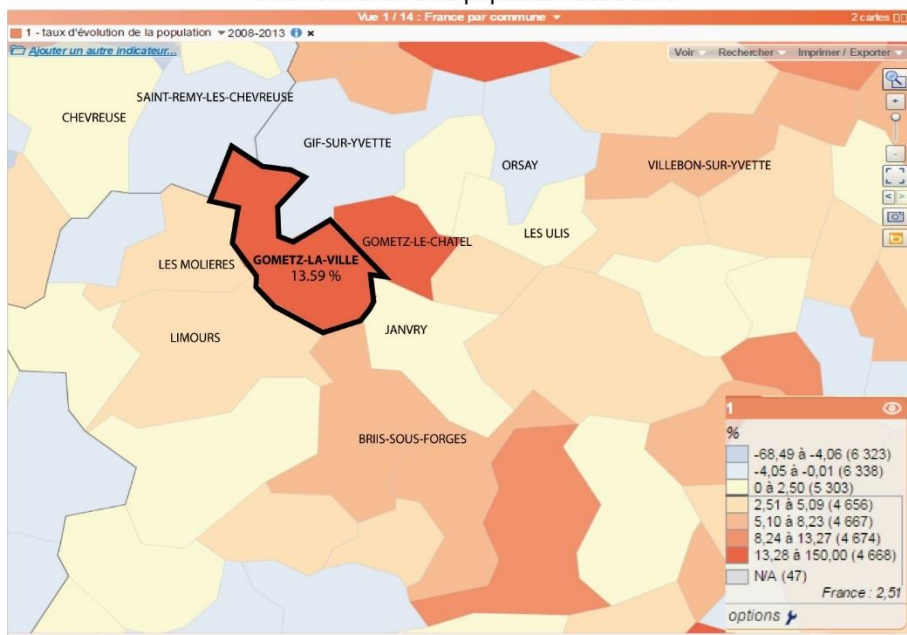 Vue 1 / 14 : France par commune
2 cartes
1 - taux d'évolution de la population 2008-2013
Ajouter un autre indicateur...
Voir Rechercher Imprimer / Exporter
SAINT-REMY-LES-CHEVREUSE
CHEVREUSE
GIF-SUR-YVETTE
ORSAY
VILLEBON-SUR-YVETTE
LES ULIS
GOMETZ-LE-CHATEL
GOMETZ-LA-VILLE
13.59 %
LES MOLIERES
LIMOURS
JANVRY
BRIIS-SOUS-FORGES
1
%
-68,49 à -4,06 (6 323)
-4,05 à -0,01 (6 338)
0 à 2,50 (5 303)
2,51 à 5,09 (4 656)
5,10 à 8,23 (4 667)
8,24 à 13,27 (4 674)
13,28 à 150,00 (4 668)
N/A (47)
France : 2,51
options